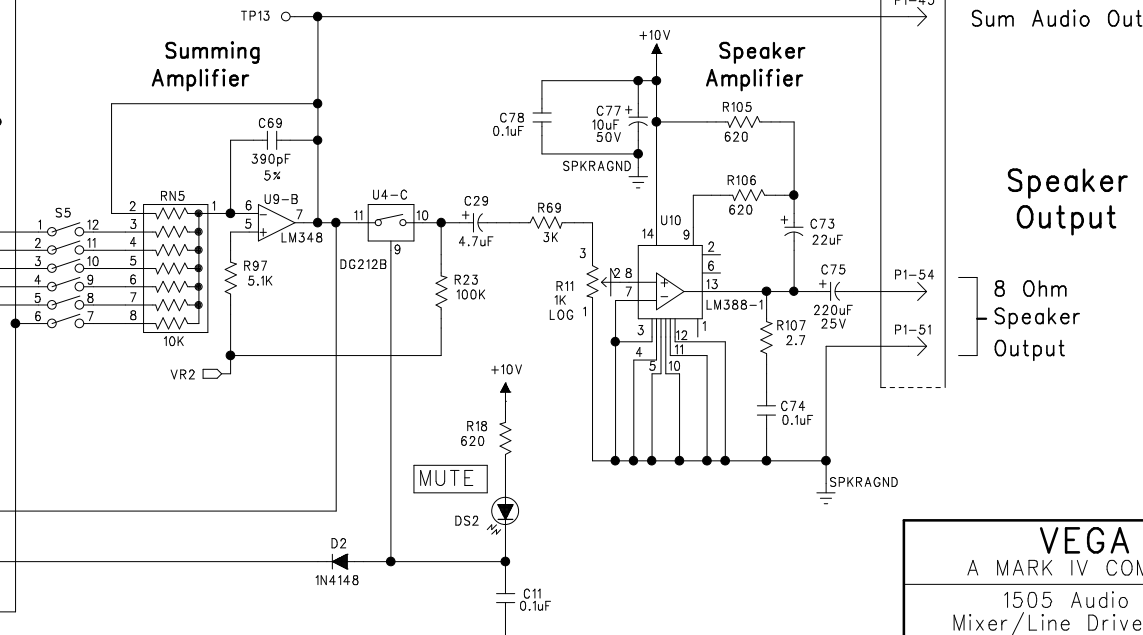 TP13
P1-45
Sum Audio Out
Summing
Amplifier
+10V
Speaker
Amplifier
C78
0.1uF
C77 +
10uF
50V
R105
620
SPKRAGND
C69
390pF
5%
R106
620
Speaker
Output
RN5
2
1
3
4
5
6
7
8
10K
S5
1
12
2
11
3
10
4
9
5
8
6
7
6
5
U9-B
7
LM348
R97
5.1K
VR2
U4-C
11
10
9
DG212B
C29
+
4.7uF
R69
3K
R23
100K
3
R11
1K
LOG
1
2
8
7
U10
14
9
2
6
13
LM388-1
3
1
4
12
11
5
10
C73
+
22uF
C75
+
220uF
25V
R107
2.7
C74
0.1uF
P1-54
P1-51
8 Ohm
Speaker
Output
SPKRAGND
+10V
R18
620
MUTE
DS2
D2
1N4148
C11
0.1uF
VEGA
A MARK IV COM
1505 Audio
Mixer/Line Drive